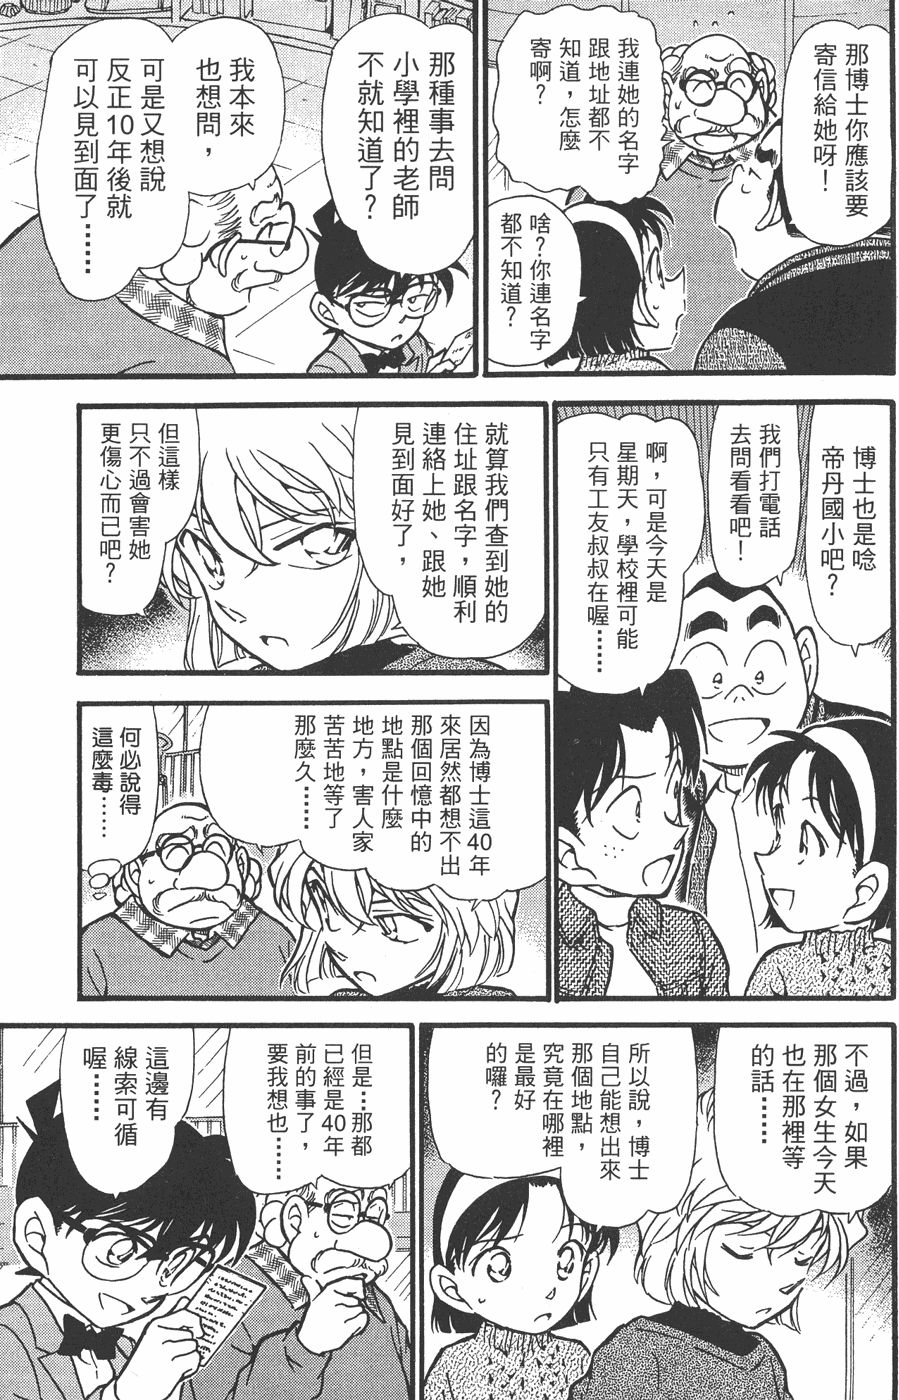 那博士你應該要
寄信給她呀！
我連她的名字
跟地址都不
知道，怎麼
寄啊？
啥？你連名字
都不知道？
那種事去問
小學裡的老師
不就知道了？
我本來
也想問，
可是又想說
反正10年後就
可以見到面了……
博士也是唸
帝丹國小吧？
我們打電話
去問看看吧！
啊，可是今天是
星期天，學校裡可能
只有工友叔叔在喔……
就算我們查到她的
住址跟名字，順利
連絡上她、跟她
見到面好了，
但這樣
只不過會害她
更傷心而已吧？
因為博士這40年
來居然都想不出
那個回憶中的
地點是什麼
地方，害人家
苦苦地等了
那麼久……
何必說得
這麼毒……
不過，如果
那個女生今天
也在那裡等
的話……
所以說，博士
自己能想出來
那個地點，
究竟在哪裡
是最好
的囉？
但是…那都
已經是40年
前的事了，
要我想也…
這邊有
線索可循
喔……